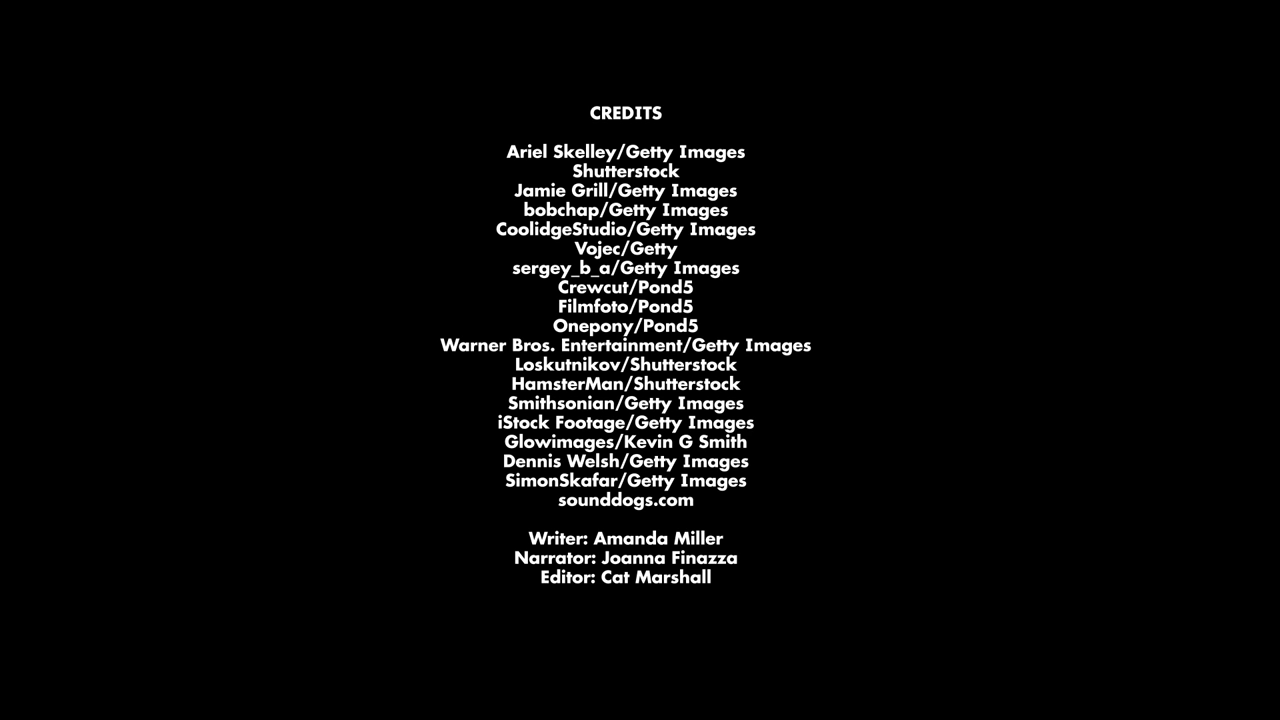 CREDITS
Ariel Skelley/Getty Images
Shutterstock
Jamie Grill/Getty Images
bobchap/Getty Images
CoolidgeStudio/Getty Images
Vojec/Getty
sergey_b_a/Getty Images
Crewcut/Pond5
Filmfoto/Pond5
Onepony/Pond5
Warner Bros. Entertainment/Getty Images
Loskutnikov/Shutterstock
HamsterMan/Shutterstock
Smithsonian/Getty Images
iStock Footage/Getty Images
Glowimages/Kevin G Smith
Dennis Welsh/Getty Images
SimonSkafar/Getty Images
sounddogs.com
Writer: Amanda Miller
Narrator: Joanna Finazza
Editor: Cat Marshall